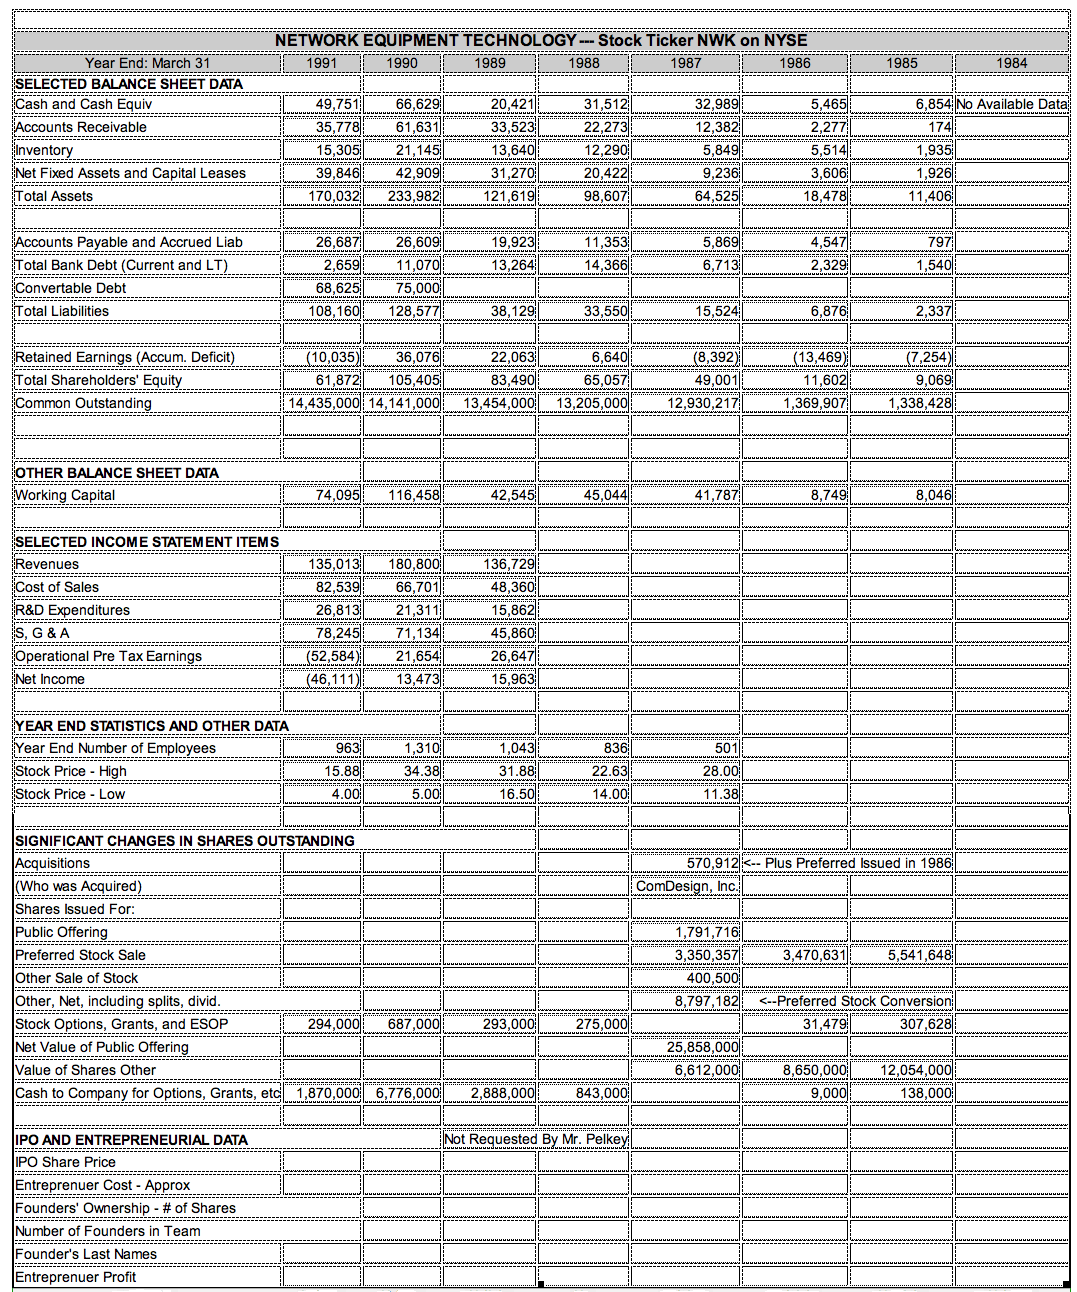 NETWORK EQUIPMENT TECHNOLOGY --- Stock Ticker NWK on NYSE
Year End: March 31 1991 1990 1989 1988 1987 1986 1985 1984
SELECTED BALANCE SHEET DATA
Cash and Cash Equiv 49,751 66,629 20,421 31,512 32,989 5,465 6,854 No Available Data
Accounts Receivable 35,778 61,631 33,523 22,273 12,382 2,277 174
Inventory 15,305 21,145 13,640 12,290 5,849 5,514 1,935
Net Fixed Assets and Capital Leases 39,846 42,909 31,270 20,422 9,236 3,606 1,926
Total Assets 170,032 233,982 121,619 98,607 64,525 18,478 11,406
Accounts Payable and Accrued Liab 26,687 26,609 19,923 11,353 5,869 4,547 797
Total Bank Debt (Current and LT) 2,659 11,070 13,264 14,366 6,713 2,329 1,540
Convertable Debt 68,625 75,000
Total Liabilities 108,160 128,577 38,129 33,550 15,524 6,876 2,337
Retained Earnings (Accum. Deficit) (10,035) 36,076 22,063 6,640 (8,392) (13,469) (7,254)
Total Shareholders' Equity 61,872 105,405 83,490 65,057 49,001 11,602 9,069
Common Outstanding 14,435,000 14,141,000 13,454,000 13,205,000 12,930,217 1,369,907 1,338,428
OTHER BALANCE SHEET DATA
Working Capital 74,095 116,458 42,545 45,044 41,787 8,749 8,046
SELECTED INCOME STATEMENT ITEMS
Revenues 135,013 180,800 136,729
Cost of Sales 82,539 66,701 48,360
R&D Expenditures 26,813 21,311 15,862
S, G & A 78,245 71,134 45,860
Operational Pre Tax Earnings (52,584) 21,654 26,647
Net Income (46,111) 13,473 15,963
YEAR END STATISTICS AND OTHER DATA
Year End Number of Employees 963 1,310 1,043 836 501
Stock Price - High 15.88 34.38 31.88 22.63 28.00
Stock Price - Low 4.00 5.00 16.50 14.00 11.38
SIGNIFICANT CHANGES IN SHARES OUTSTANDING
Acquisitions 570,912 <-- Plus Preferred Issued in 1986
(Who was Acquired) ComDesign, Inc.
Shares Issued For:
Public Offering 1,791,716
Preferred Stock Sale 3,350,357 3,470,631 5,541,648
Other Sale of Stock 400,500
Other, Net, including splits, divid. 8,797,182 <--Preferred Stock Conversion
Stock Options, Grants, and ESOP 294,000 687,000 293,000 275,000 31,479 307,628
Net Value of Public Offering 25,858,000
Value of Shares Other 6,612,000 8,650,000 12,054,000
Cash to Company for Options, Grants, etc 1,870,000 6,776,000 2,888,000 843,000 9,000 138,000
IPO AND ENTREPRENEURIAL DATA Not Requested By Mr. Pelkey
IPO Share Price
Entreprenuer Cost - Approx
Founders' Ownership - # of Shares
Number of Founders in Team
Founder's Last Names
Entreprenuer Profit